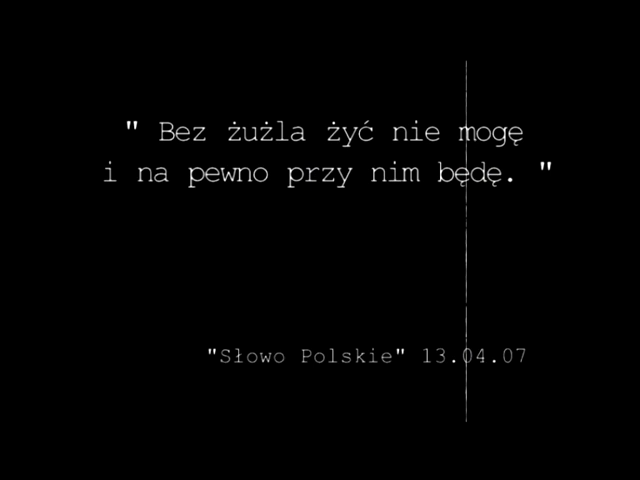 " Bez żużla żyć nie mogę
i na pewno przy nim będę. "
"Słowo Polskie" 13.04.07